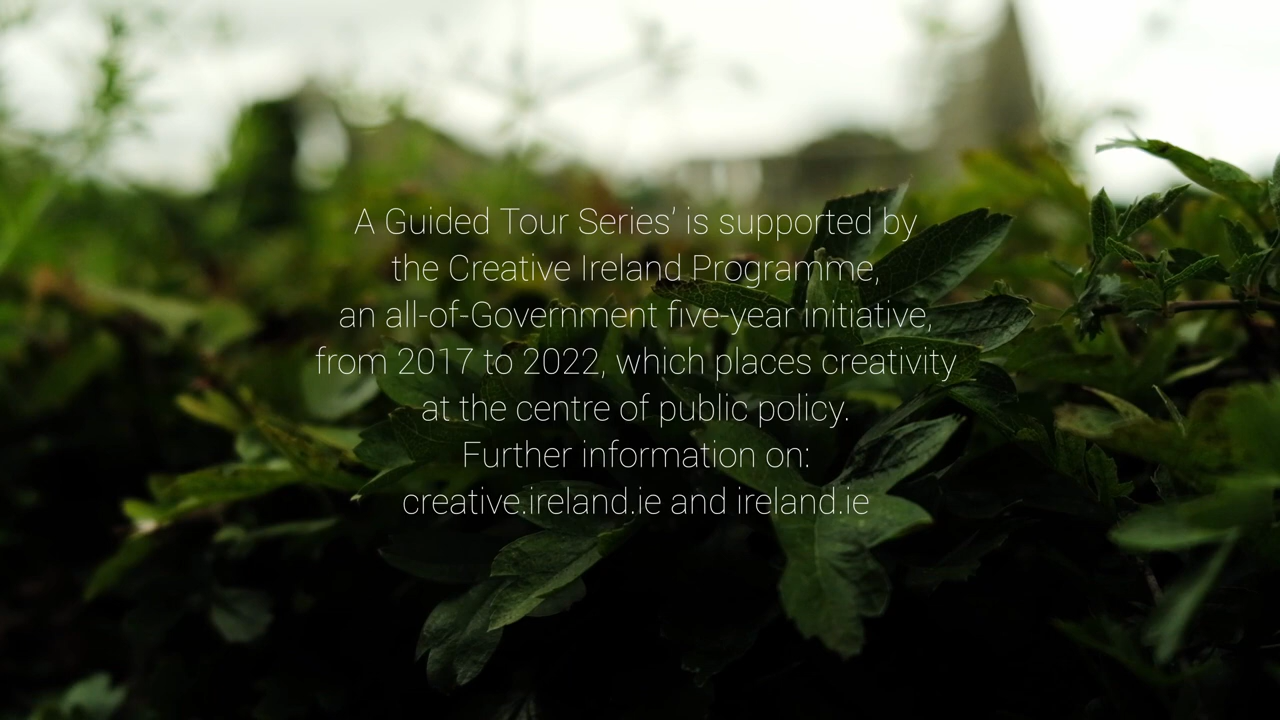 A Guided Tour Series' is supported by
the Creative Ireland Programme,
an all-of-Government five-year initiative,
from 2017 to 2022, which places creativity
at the centre of public policy.
Further information on:
creative.ireland.ie and ireland.ie